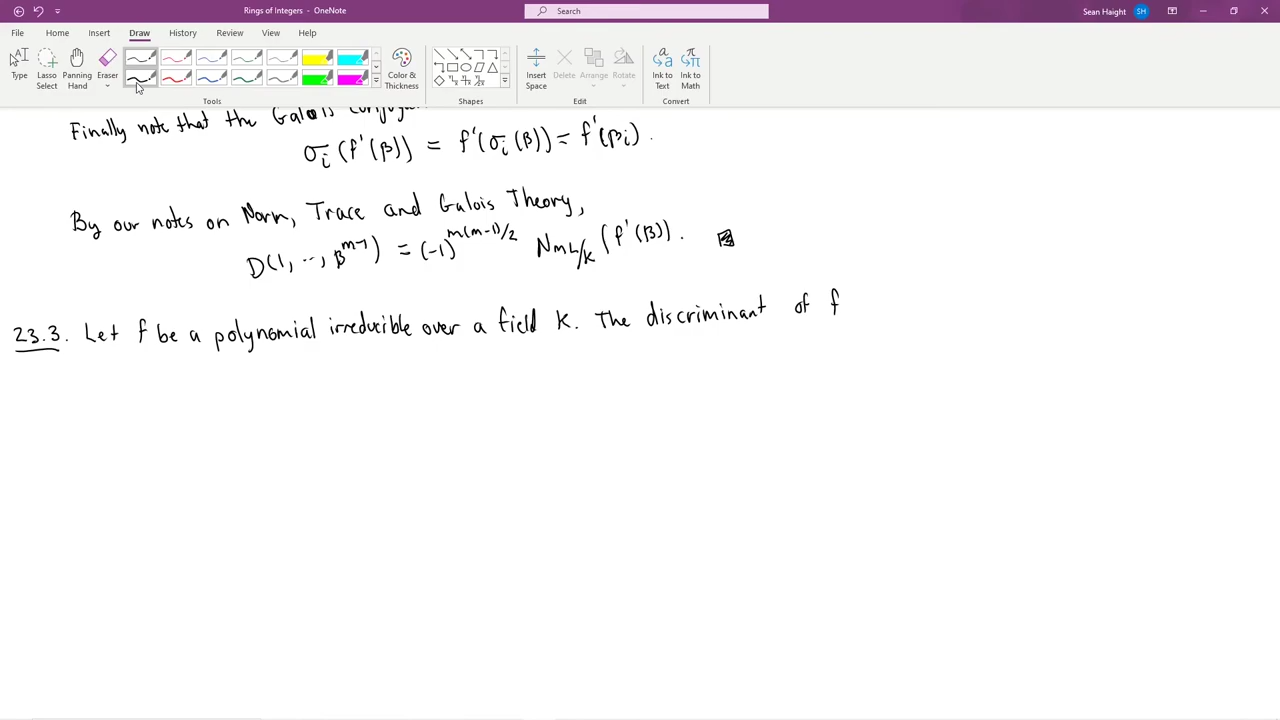 Rings of Integers - OneNote
Search
Sean Haight
SH
File Home Insert Draw History Review View Help
Type
Lasso Select
Panning Hand
Eraser
Color & Thickness
Insert Space
Delete
Arrange
Rotate
Ink to Text
Ink to Math
Tools
Shapes
Edit
Convert
Finally note that the Galois
σᵢ(f'(β)) = f'(σᵢ(β)) = f'(βᵢ).
By our notes on Norm, Trace and Galois Theory,
D(1, ..., β^{m-1}) = (-1)^{m(m-1)/2} Nm_{L/K}(f'(β)).
23.3. Let f be a polynomial irreducible over a field K. The discriminant of f